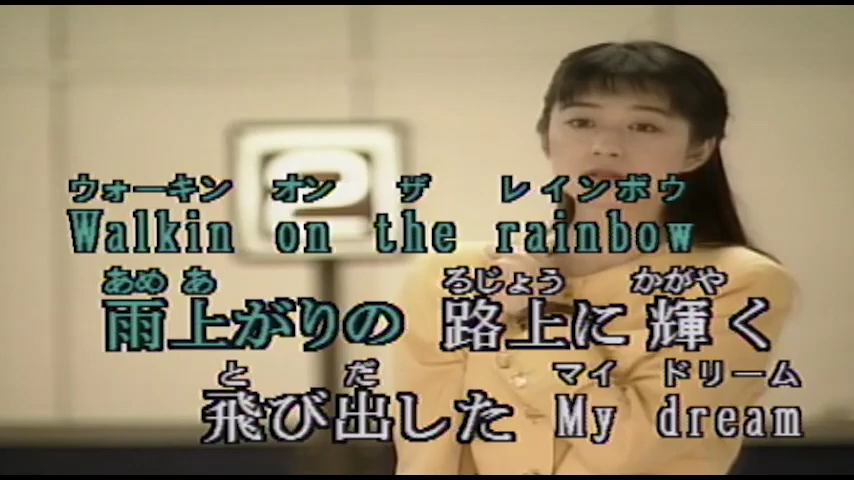 2
ウォーキン オン ザ レインボウ
Walkin on the rainbow
あめ あ ろじょう かがや
雨上がりの 路上に 輝く
と だ マイ ドリーム
飛び出した My dream